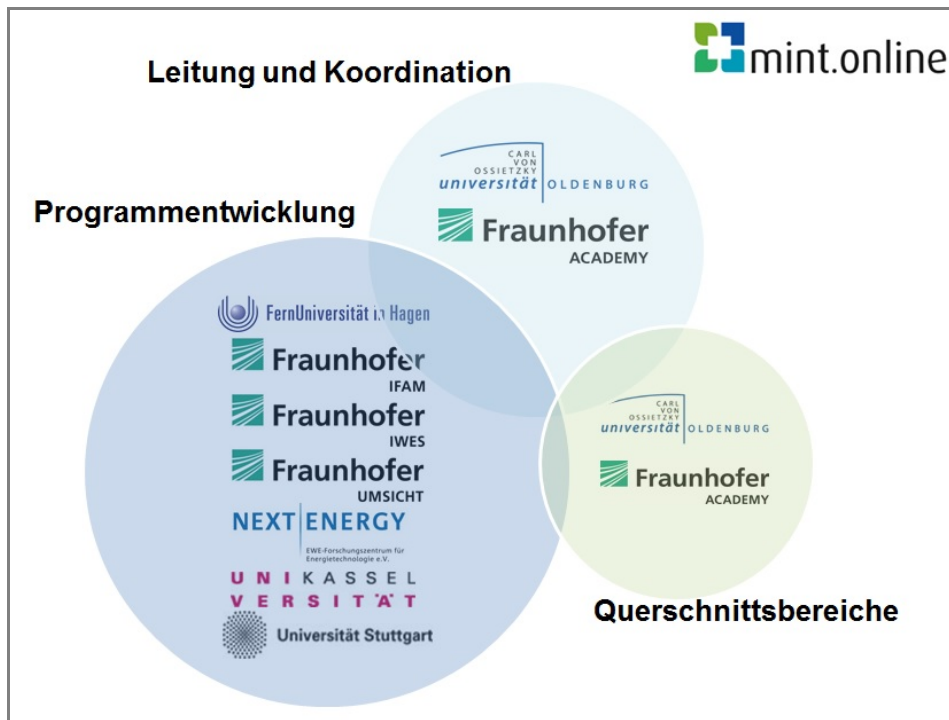 mint.online
Leitung und Koordination
CARL
VON
OSSIETZKY
universität OLDENBURG
Fraunhofer
ACADEMY
Programmentwicklung
FernUniversität in Hagen
Fraunhofer
IFAM
Fraunhofer
IWES
Fraunhofer
UMSICHT
NEXT ENERGY
EWE-Forschungszentrum für
Energietechnologie e.V.
UNIKASSEL
VERSITÄT
Universität Stuttgart
CARL
VON
OSSIETZKY
universität OLDENBURG
Fraunhofer
ACADEMY
Querschnittsbereiche